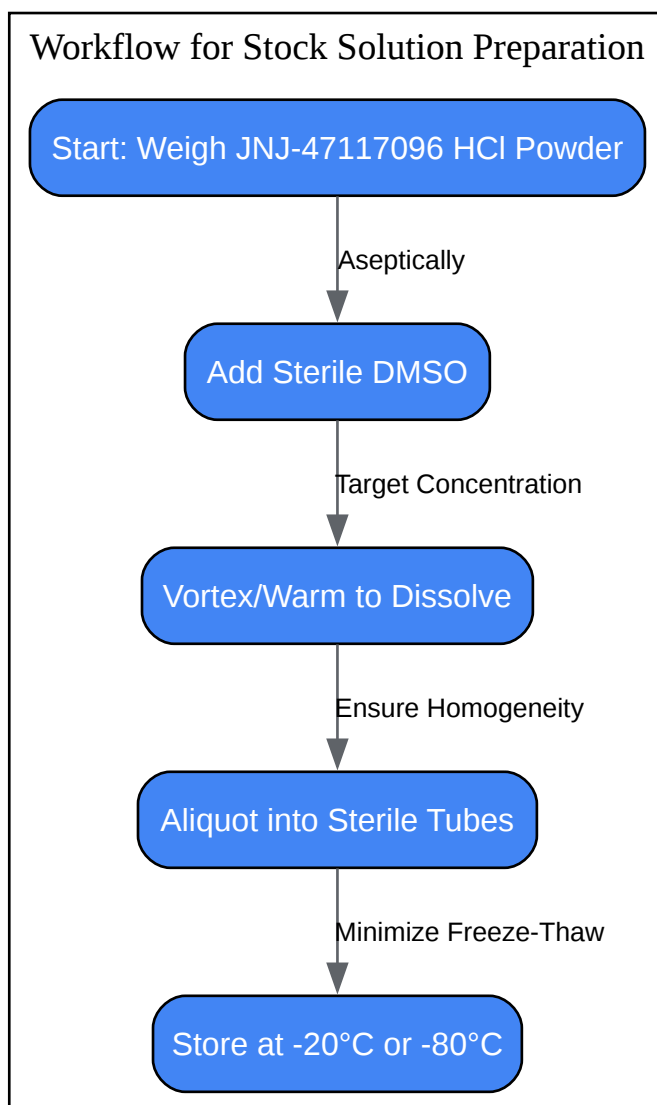 Workflow for Stock Solution Preparation
Start: Weigh JNJ-47117096 HCl Powder
Aseptically
Add Sterile DMSO
Target Concentration
Vortex/Warm to Dissolve
Ensure Homogeneity
Aliquot into Sterile Tubes
Minimize Freeze-Thaw
Store at -20°C or -80°C